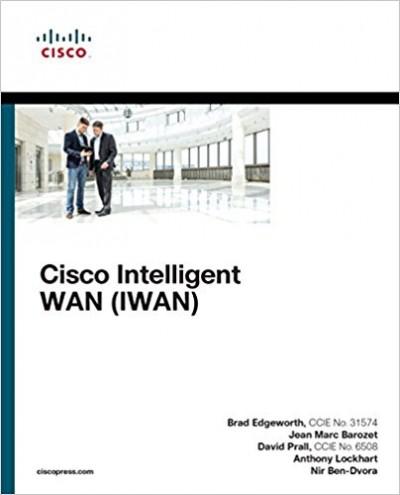 CISCO
Cisco Intelligent
WAN (IWAN)
Brad Edgeworth, CCIE No. 31574
Jean Marc Barozet
David Prall, CCIE No. 6508
Anthony Lockhart
Nir Ben-Dvora
ciscopress.com